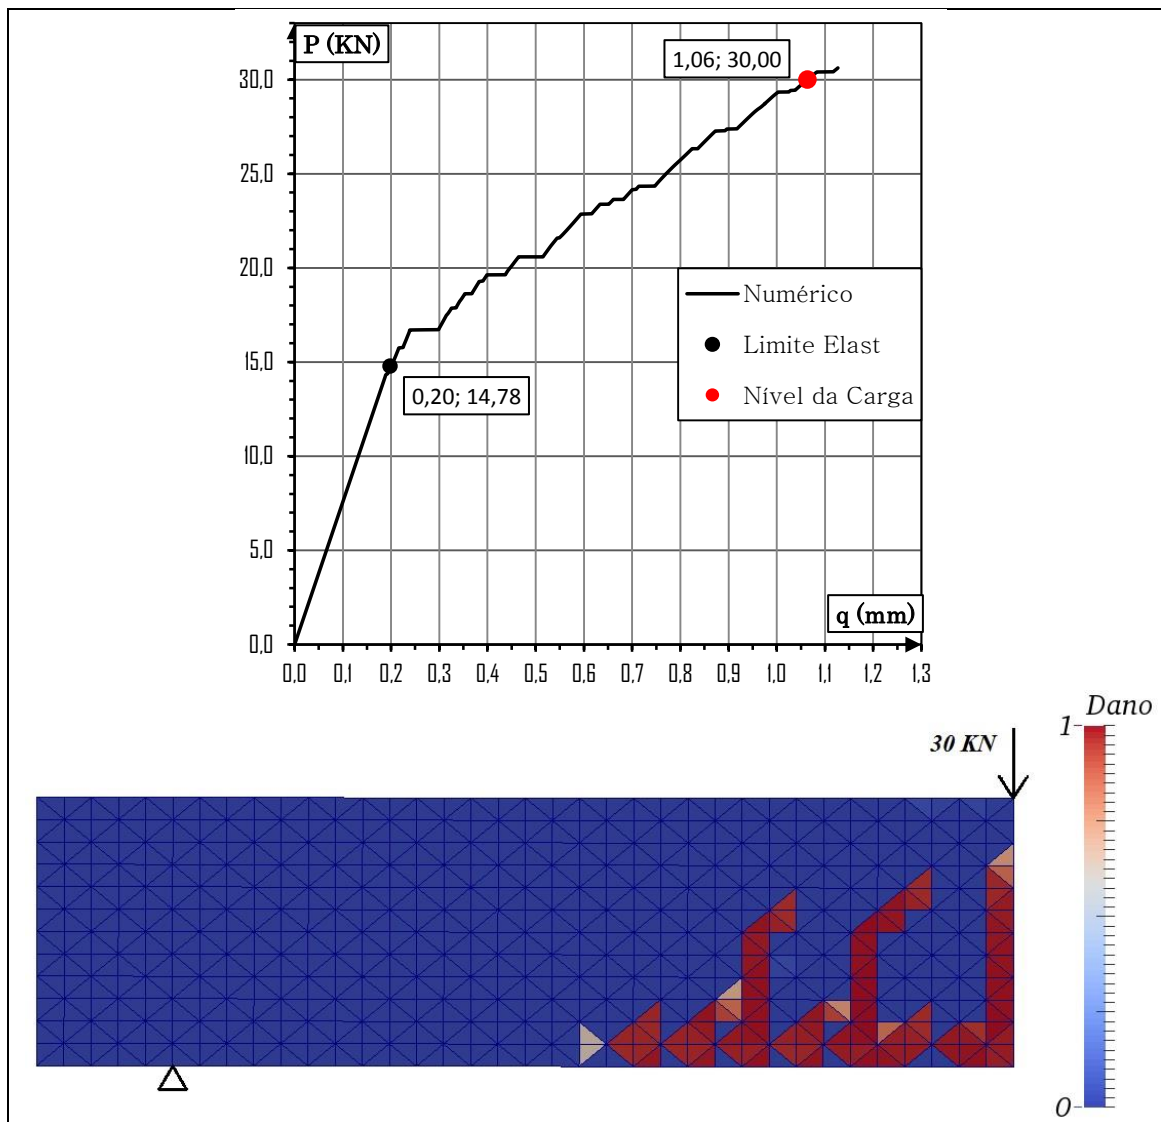 P (KN)
1,06; 30,00
30,0
25,0
20,0
15,0
10,0
5,0
0,0
Numérico
Limite Elast
Nível da Carga
0,20; 14,78
q (mm)
0,0 0,1 0,2 0,3 0,4 0,5 0,6 0,7 0,8 0,9 1,0 1,1 1,2 1,3
Dano
1
30 KN
0